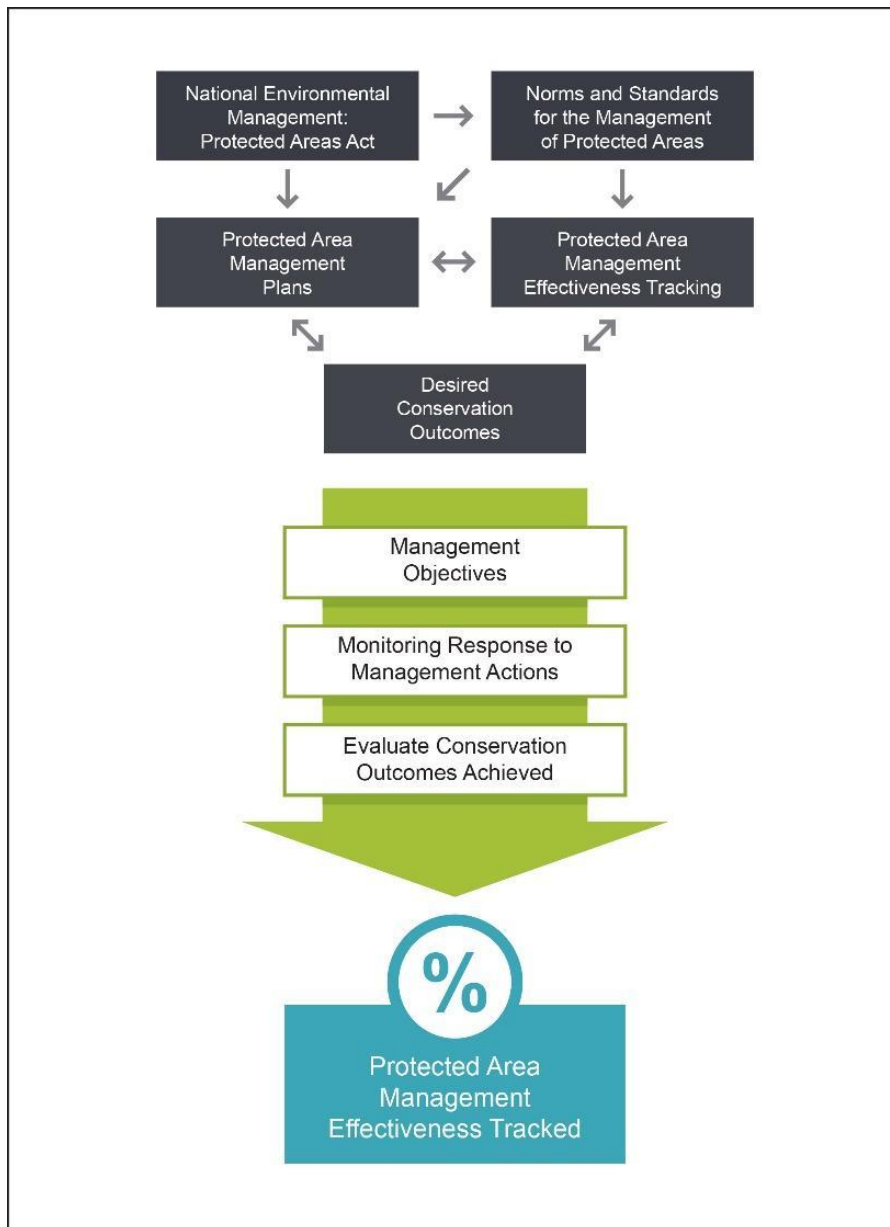 National Environmental
Management:
Protected Areas Act
Norms and Standards
for the Management
of Protected Areas
Protected Area
Management
Plans
Protected Area
Management
Effectiveness Tracking
Desired
Conservation
Outcomes
Management
Objectives
Monitoring Response to
Management Actions
Evaluate Conservation
Outcomes Achieved
%
Protected Area
Management
Effectiveness Tracked